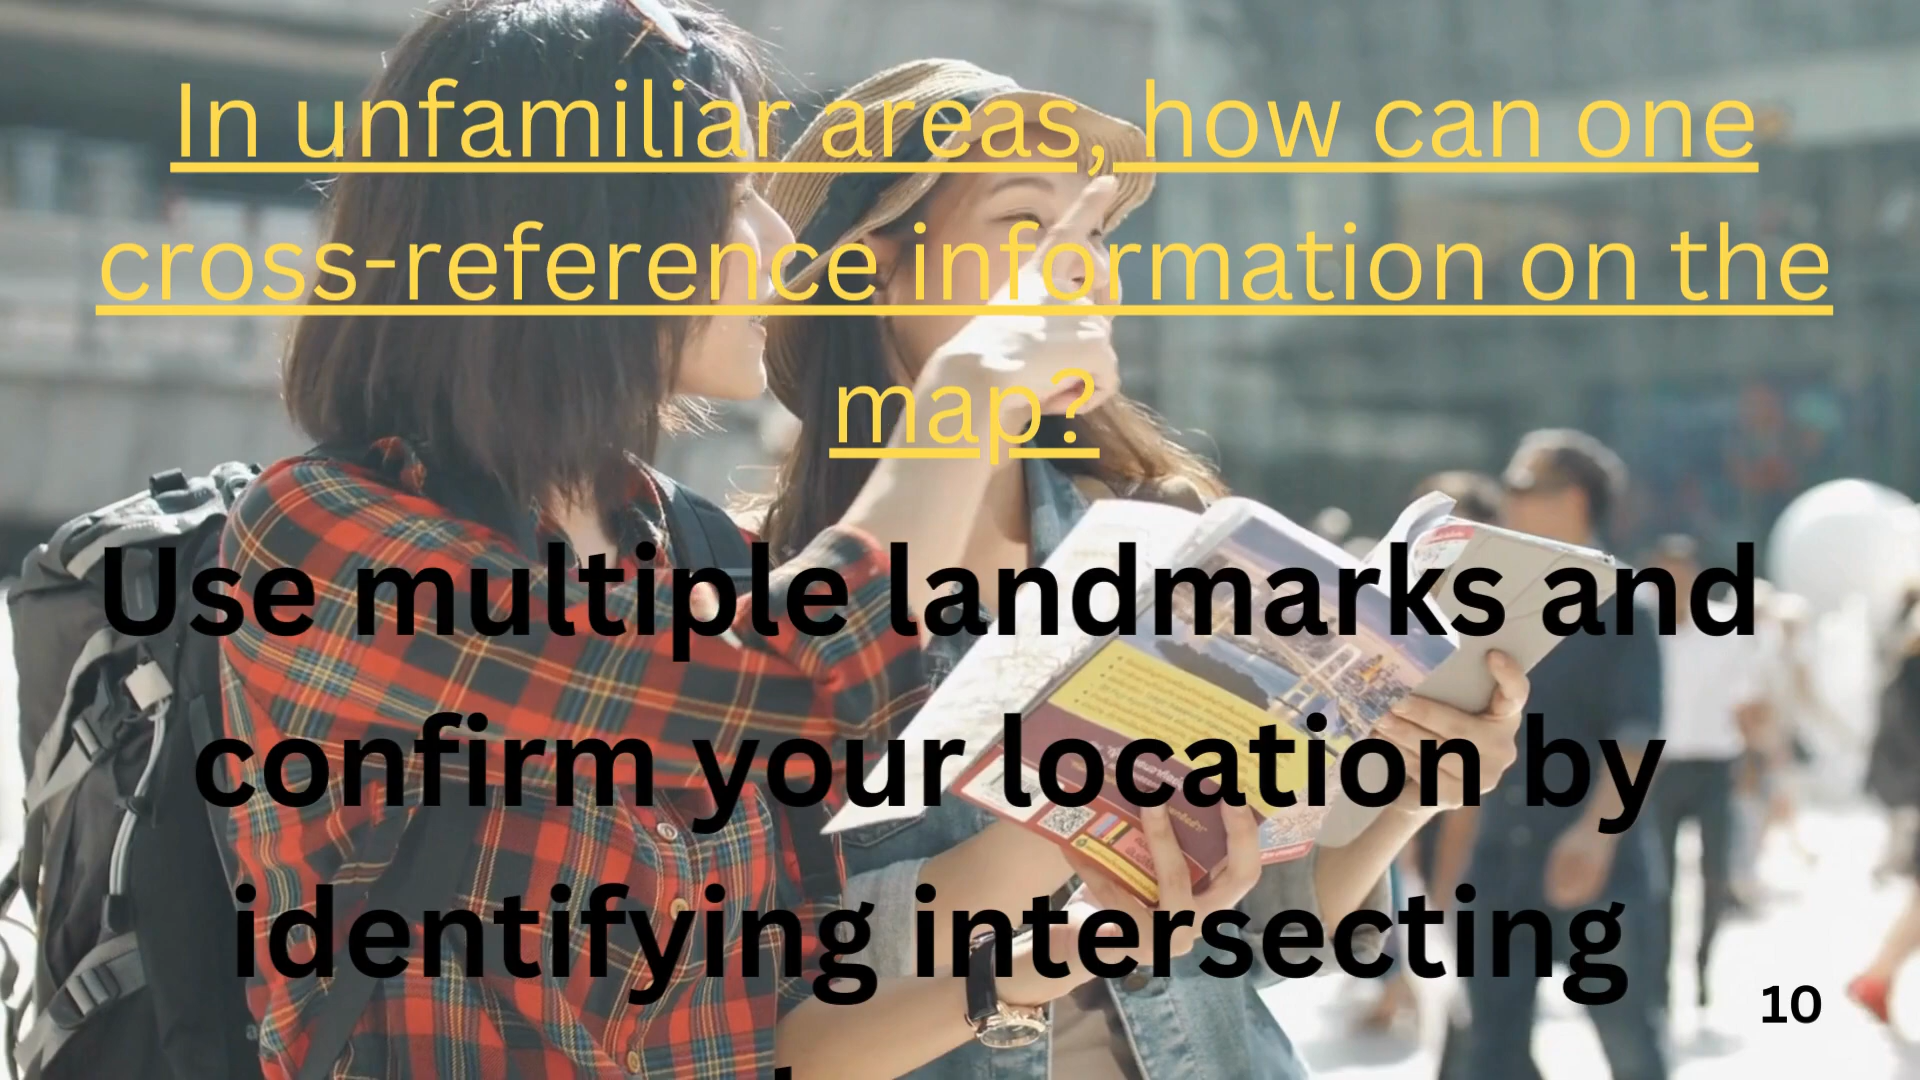 In unfamiliar areas, how can one
cross-reference information on the
map?
Use multiple landmarks and
confirm your location by
identifying intersecting
10